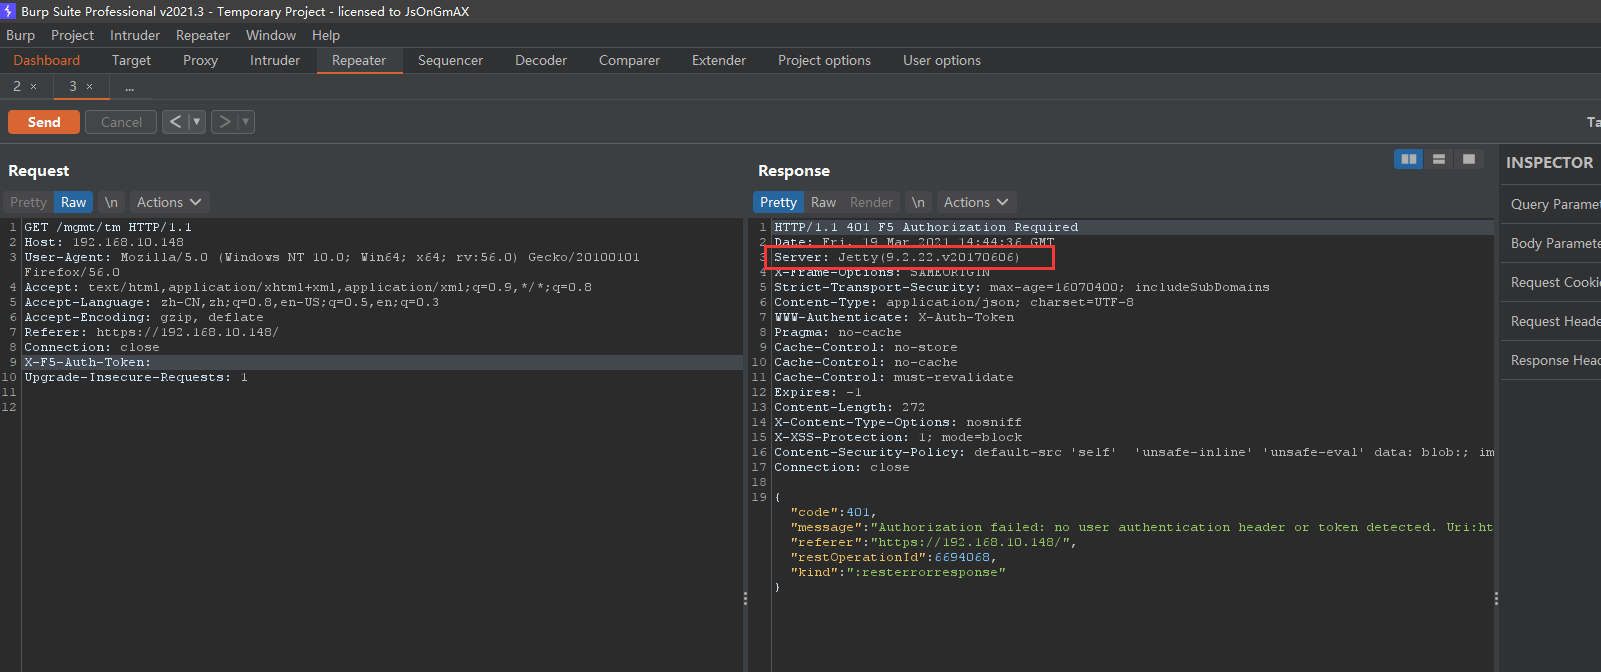 Burp Suite Professional v2021.3 - Temporary Project - licensed to JsOnGmAX
Burp Project Intruder Repeater Window Help
Dashboard Target Proxy Intruder Repeater Sequencer Decoder Comparer Extender Project options User options
2 × 3 × ...
Send Cancel < ▼ > ▼ Ta
Request
Pretty Raw \n Actions
1 GET /mgmt/tm HTTP/1.1
2 Host: 192.168.10.148
3 User-Agent: Mozilla/5.0 (Windows NT 10.0; Win64; x64; rv:56.0) Gecko/20100101
Firefox/56.0
4 Accept: text/html,application/xhtml+xml,application/xml;q=0.9,*/*;q=0.8
5 Accept-Language: zh-CN,zh;q=0.8,en-US;q=0.5,en;q=0.3
6 Accept-Encoding: gzip, deflate
7 Referer: https://192.168.10.148/
8 Connection: close
9 X-F5-Auth-Token:
10 Upgrade-Insecure-Requests: 1
11
12
Response
Pretty Raw Render \n Actions
1 HTTP/1.1 401 F5 Authorization Required
2 Date: Fri, 19 Mar 2021 14:44:36 GMT
3 Server: Jetty(9.2.22.v20170606)
4 X-Frame-Options: SAMEORIGIN
5 Strict-Transport-Security: max-age=16070400; includeSubDomains
6 Content-Type: application/json; charset=UTF-8
7 WWW-Authenticate: X-Auth-Token
8 Pragma: no-cache
9 Cache-Control: no-store
10 Cache-Control: no-cache
11 Cache-Control: must-revalidate
12 Expires: -1
13 Content-Length: 272
14 X-Content-Type-Options: nosniff
15 X-XSS-Protection: 1; mode=block
16 Content-Security-Policy: default-src 'self'  'unsafe-inline' 'unsafe-eval' data: blob:; im
17 Connection: close
18
19 {
"code":401,
"message":"Authorization failed: no user authentication header or token detected. Uri:ht
"referer":"https://192.168.10.148/",
"restOperationId":6694068,
"kind":":resterrorresponse"
}
INSPECTOR
Query Paramet
Body Paramete
Request Cooki
Request Heade
Response Head